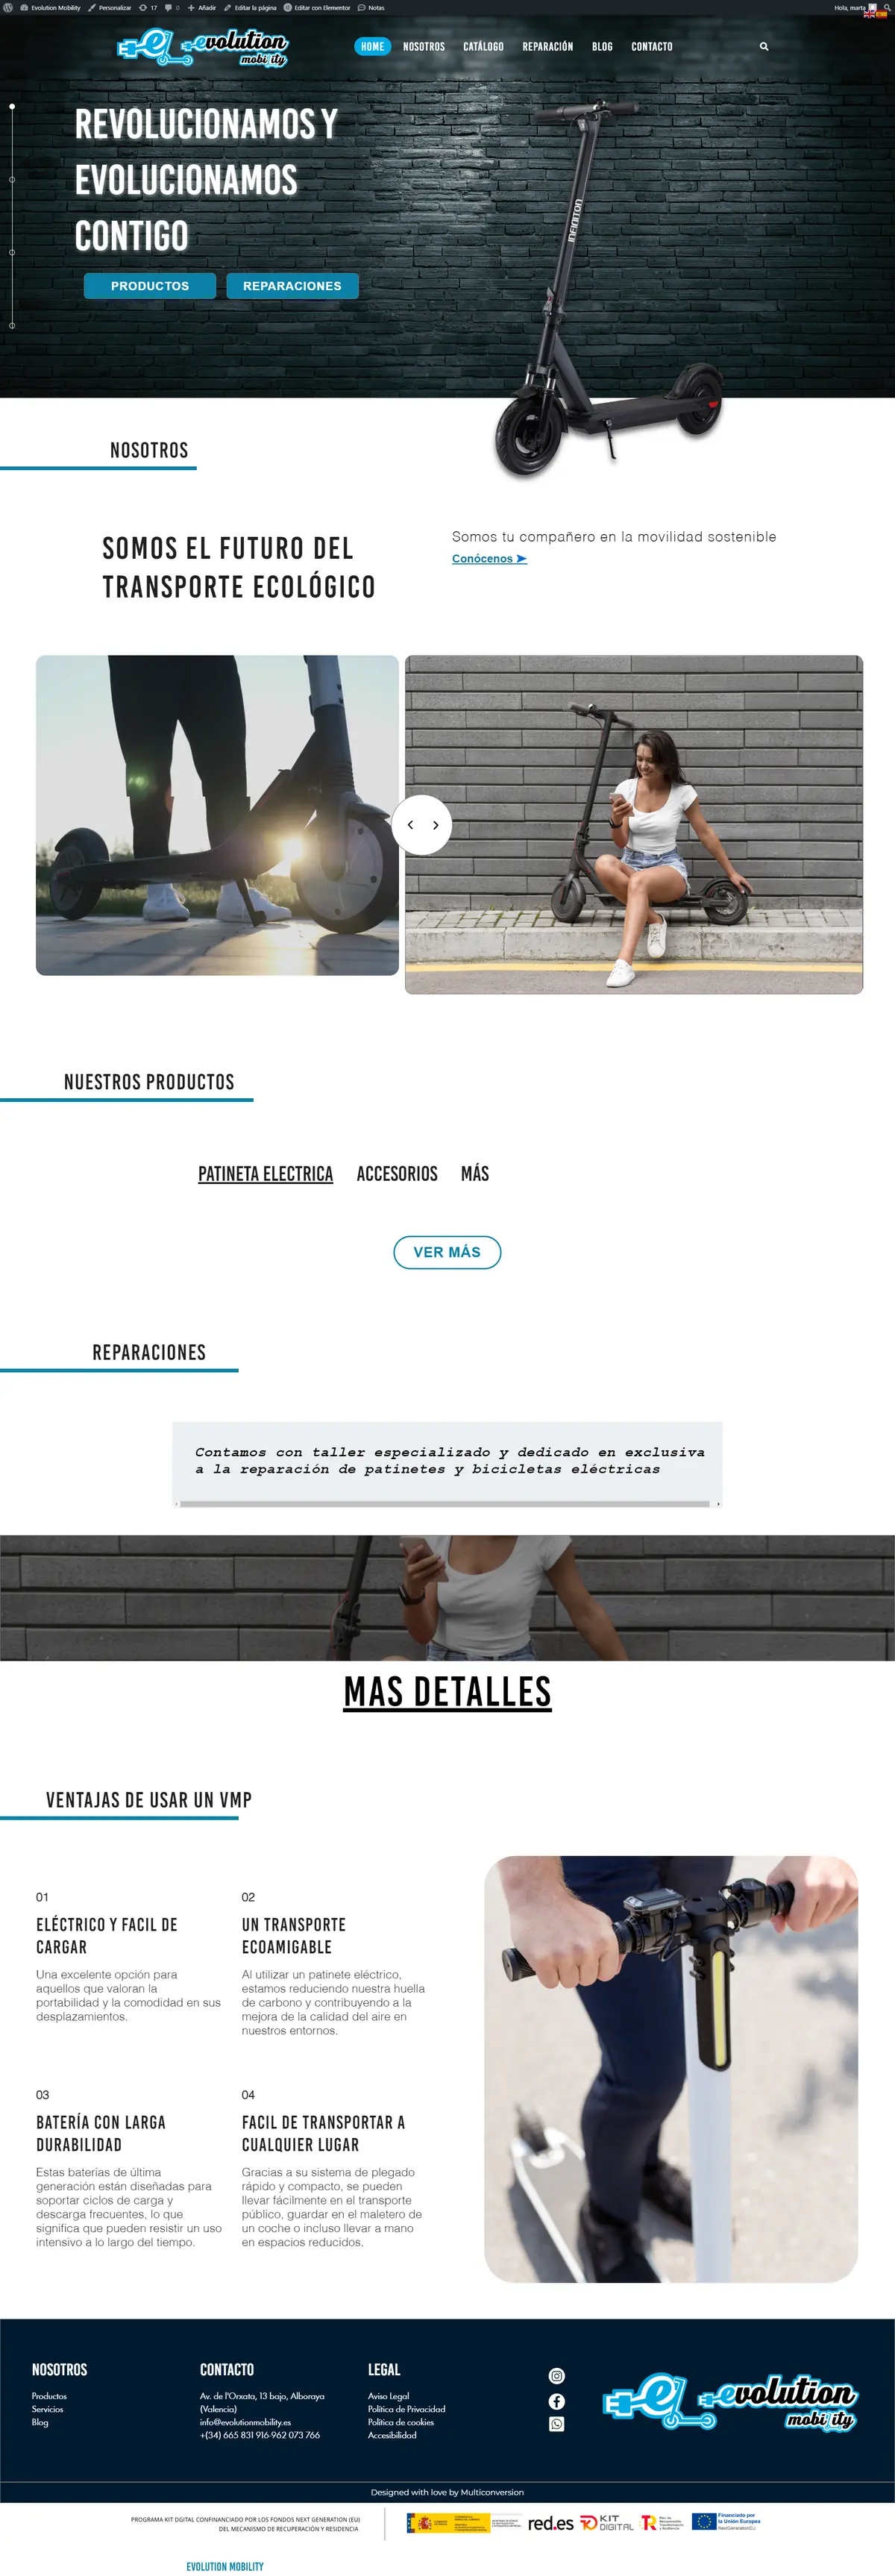 Evolution Mobility
Personalizar
17
0
Añadir
Editar la página
Editar con Elementor
Notas
Hola, marta
evolution
mobility
HOME
NOSOTROS
CATÁLOGO
REPARACIÓN
BLOG
CONTACTO
REVOLUCIONAMOS Y
EVOLUCIONAMOS
CONTIGO
INFINITON
PRODUCTOS
REPARACIONES
NOSOTROS
SOMOS EL FUTURO DEL
TRANSPORTE ECOLÓGICO
Somos tu compañero en la movilidad sostenible
Conócenos ➤
NUESTROS PRODUCTOS
PATINETA ELECTRICA
ACCESORIOS
MÁS
VER MÁS
REPARACIONES
Contamos con taller especializado y dedicado en exclusiva
a la reparación de patinetes y bicicletas eléctricas
MAS DETALLES
VENTAJAS DE USAR UN VMP
01
ELÉCTRICO Y FACIL DE
CARGAR
Una excelente opción para
aquellos que valoran la
portabilidad y la comodidad en sus
desplazamientos.
02
UN TRANSPORTE
ECOAMIGABLE
Al utilizar un patinete eléctrico,
estamos reduciendo nuestra huella
de carbono y contribuyendo a la
mejora de la calidad del aire en
nuestros entornos.
03
BATERÍA CON LARGA
DURABILIDAD
Estas baterías de última
generación están diseñadas para
soportar ciclos de carga y
descarga frecuentes, lo que
significa que pueden resistir un uso
intensivo a lo largo del tiempo.
04
FACIL DE TRANSPORTAR A
CUALQUIER LUGAR
Gracias a su sistema de plegado
rápido y compacto, se pueden
llevar fácilmente en el transporte
público, guardar en el maletero de
un coche o incluso llevar a mano
en espacios reducidos.
NOSOTROS
Productos
Servicios
Blog
CONTACTO
Av. de l'Orxata, 13 bajo, Alboraya
(Valencia)
info@evolutionmobility.es
+(34) 665 831 916-962 073 766
LEGAL
Aviso Legal
Política de Privacidad
Política de cookies
Accesibilidad
evolution
mobility
Designed with love by Multiconversion
PROGRAMA KIT DIGITAL CONFINANCIADO POR LOS FONDOS NEXT GENERATION (EU)
DEL MECANISMO DE RECUPERACIÓN Y RESIDENCIA
red.es
KIT
DIGITAL
Financiado por
la Unión Europea
NextGenerationEU
EVOLUTION MOBILITY